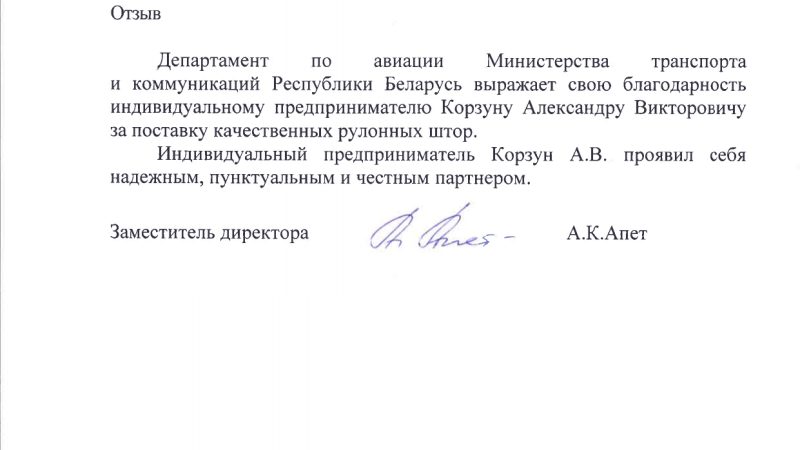 Отзыв
Департамент по авиации Министерства транспорта
и коммуникаций Республики Беларусь выражает свою благодарность
индивидуальному предпринимателю Корзуну Александру Викторовичу
за поставку качественных рулонных штор.
Индивидуальный предприниматель Корзун А.В. проявил себя
надежным, пунктуальным и честным партнером.
Заместитель директора А.К.Апет